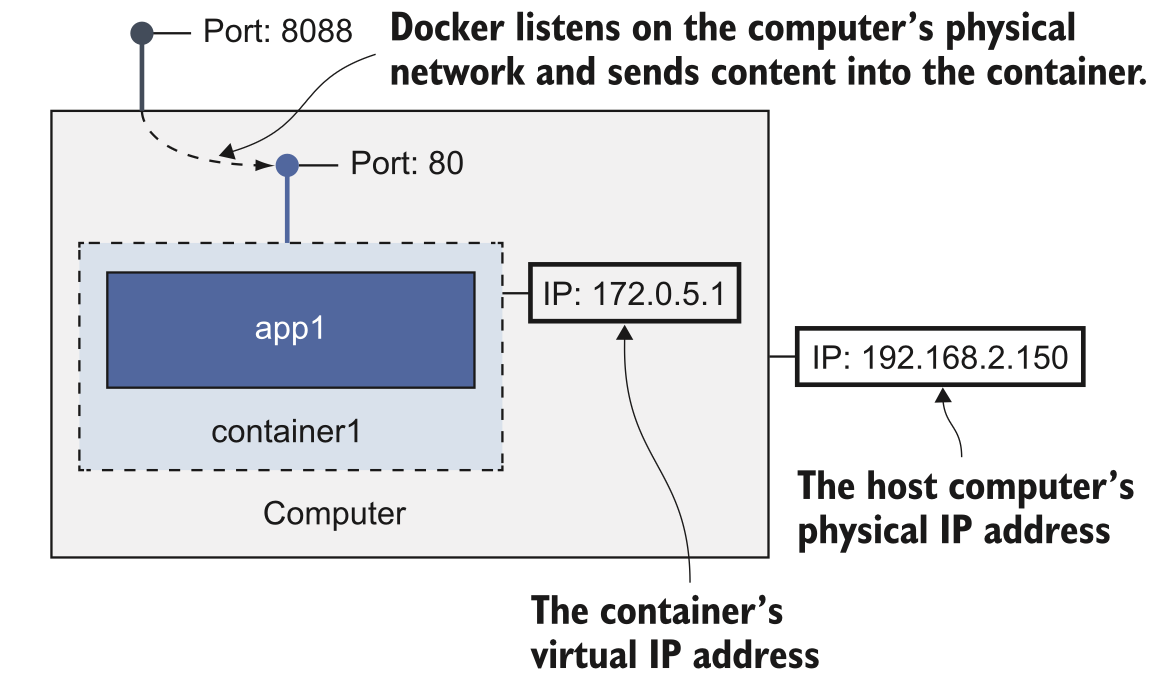 Port: 8088
Docker listens on the computer’s physical
network and sends content into the container.
Port: 80
IP: 172.0.5.1
app1
IP: 192.168.2.150
container1
The host computer’s
physical IP address
Computer
The container’s
virtual IP address